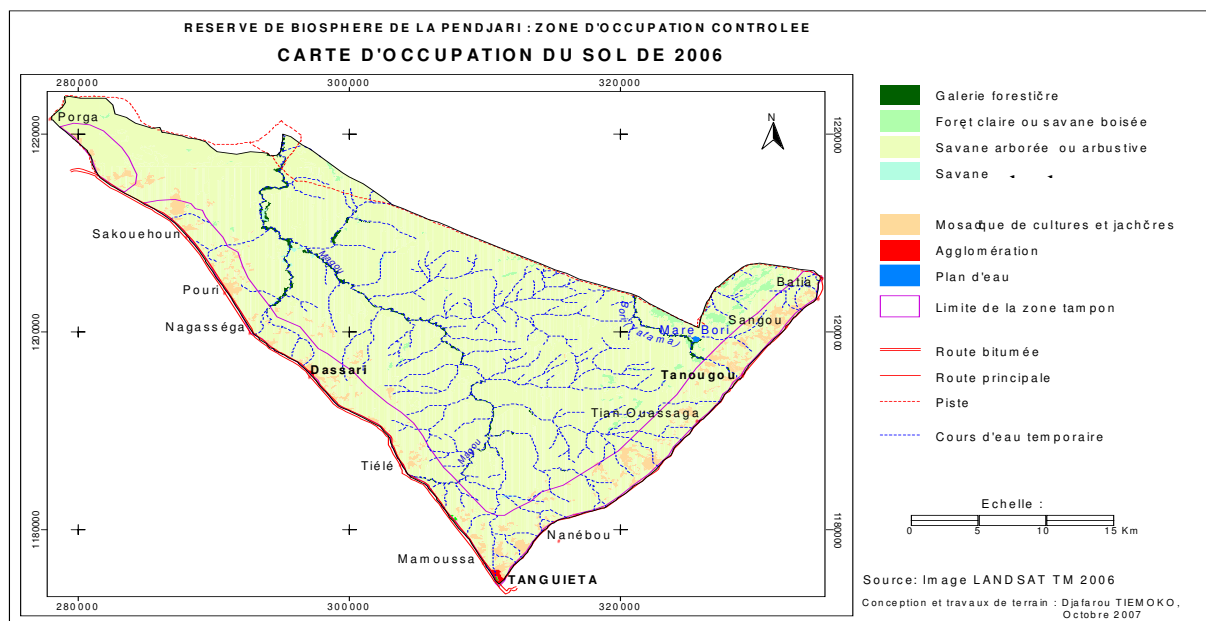 RESERVE DE BIOSPHERE DE LA PENDJARI : ZONE D'OCCUPATION CONTROLEE
CARTE D'OCCUPATION DU SOL DE 2006
280000
300000
320000
1220000
1220000
1200000
1200000
1180000
1180000
280000
300000
320000
N
Porga
Sakouehoun
Pouri
Nagasséga
Dassari
Tiélé
Mamoussa
TANGUIETA
Nanébou
Tian Ouassaga
Tanougou
Sangou
Batia
Mare Bori
Bori (Yarama)
Magou
Magou
Galerie forestičre
Foręt claire ou savane boisée
Savane arborée ou arbustive
Savane
Mosaďque de cultures et jachčres
Agglomération
Plan d'eau
Limite de la zone tampon
Route bitumée
Route principale
Piste
Cours d'eau temporaire
Echelle :
0 5 10 15 Km
Source: Image LANDSAT TM 2006
Conception et travaux de terrain : Djafarou TIEMOKO,
Octobre 2007